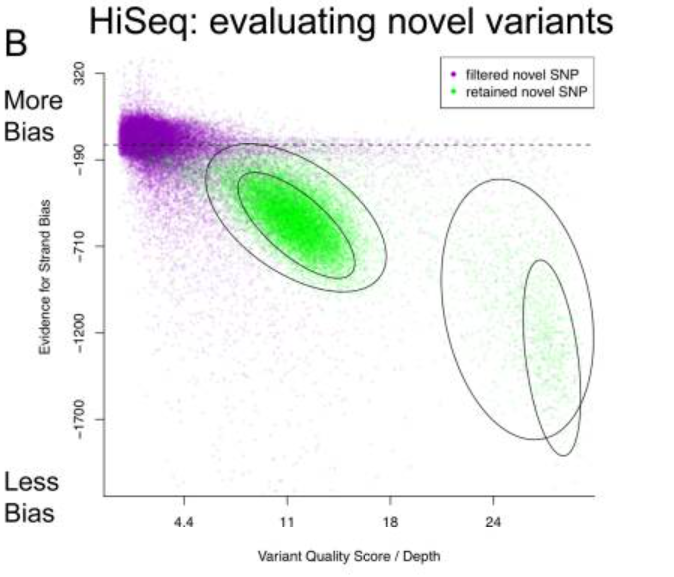 HiSeq: evaluating novel variants
B
More
Bias
Less
Bias
filtered novel SNP
retained novel SNP
320
−190
−710
−1200
−1700
Evidence for Strand Bias
4.4 11 18 24
Variant Quality Score / Depth